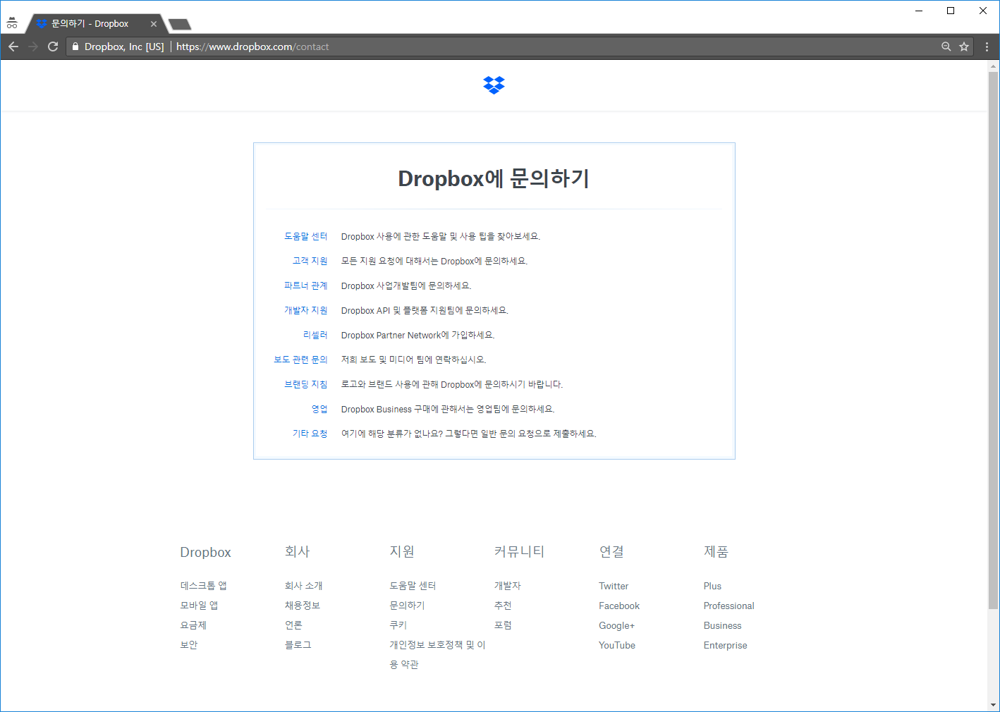 문의하기 - Dropbox
Dropbox, Inc [US] | https://www.dropbox.com/contact
Dropbox에 문의하기
도움말 센터 Dropbox 사용에 관한 도움말 및 사용 팁을 찾아보세요.
고객 지원 모든 지원 요청에 대해서는 Dropbox에 문의하세요.
파트너 관계 Dropbox 사업개발팀에 문의하세요.
개발자 지원 Dropbox API 및 플랫폼 지원팀에 문의하세요.
리셀러 Dropbox Partner Network에 가입하세요.
보도 관련 문의 저희 보도 및 미디어 팀에 연락하십시오.
브랜딩 지침 로고와 브랜드 사용에 관해 Dropbox에 문의하시기 바랍니다.
영업 Dropbox Business 구매에 관해서는 영업팀에 문의하세요.
기타 요청 여기에 해당 분류가 없나요? 그렇다면 일반 문의 요청으로 제출하세요.
Dropbox
데스크톱 앱
모바일 앱
요금제
보안
회사
회사 소개
채용정보
언론
블로그
지원
도움말 센터
문의하기
쿠키
개인정보 보호정책 및 이
용 약관
커뮤니티
개발자
추천
포럼
연결
Twitter
Facebook
Google+
YouTube
제품
Plus
Professional
Business
Enterprise